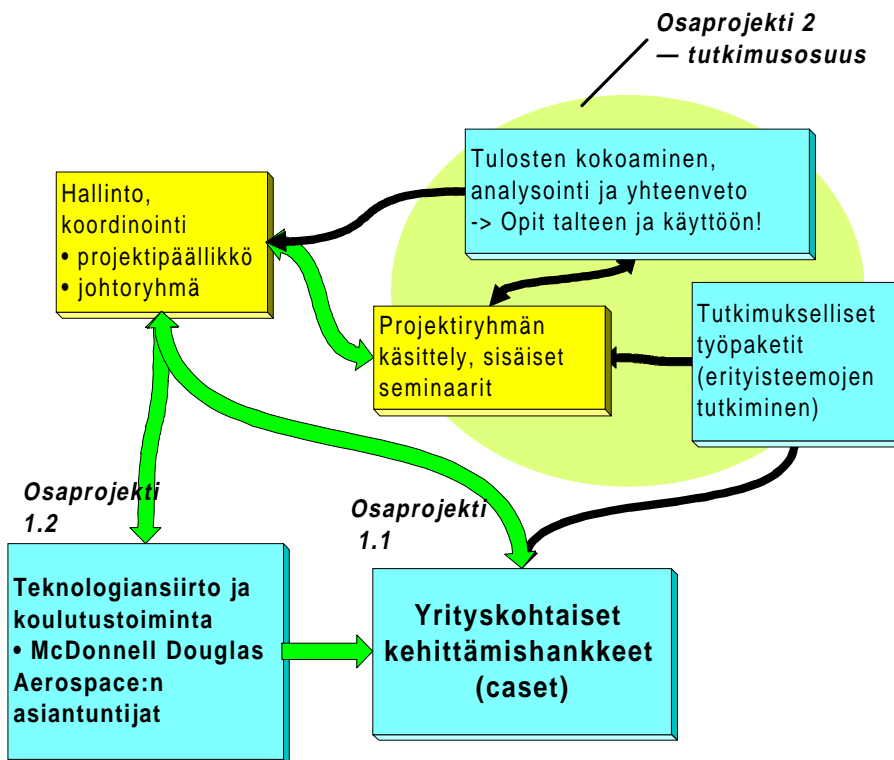 Osaprojekti 2
— tutkimusosuus
Tulosten kokoaminen,
analysointi ja yhteenveto
-> Opit talteen ja käyttöön!
Hallinto,
koordinointi
• projektipäällikkö
• johtoryhmä
Projektiryhmän
käsittely, sisäiset
seminaarit
Tutkimukselliset
työpaketit
(erityisteemojen
tutkiminen)
Osaprojekti
1.2
Osaprojekti
1.1
Teknologiansiirto ja
koulutustoiminta
• McDonnell Douglas
Aerospace:n
asiantuntijat
Yrityskohtaiset
kehittämishankkeet
(caset)